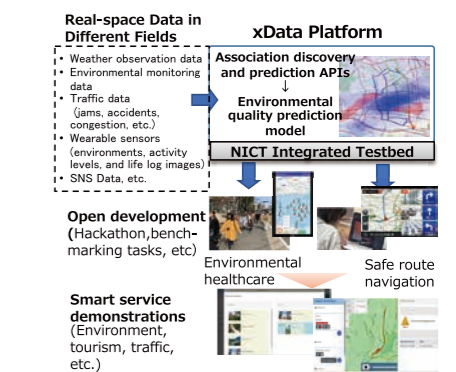 Real-space Data in
Different Fields
• Weather observation data
• Environmental monitoring
data
• Traffic data
(jams, accidents,
congestion, etc.)
• Wearable sensors
(environments, activity
levels, and life log images)
• SNS Data, etc.
xData Platform
Association discovery
and prediction APIs
↓
Environmental
quality prediction
model
NICT Integrated Testbed
Open development
(Hackathon,bench-
marking tasks, etc)
Environmental
healthcare
Safe route
navigation
Smart service
demonstrations
(Environment,
tourism, traffic,
etc.)